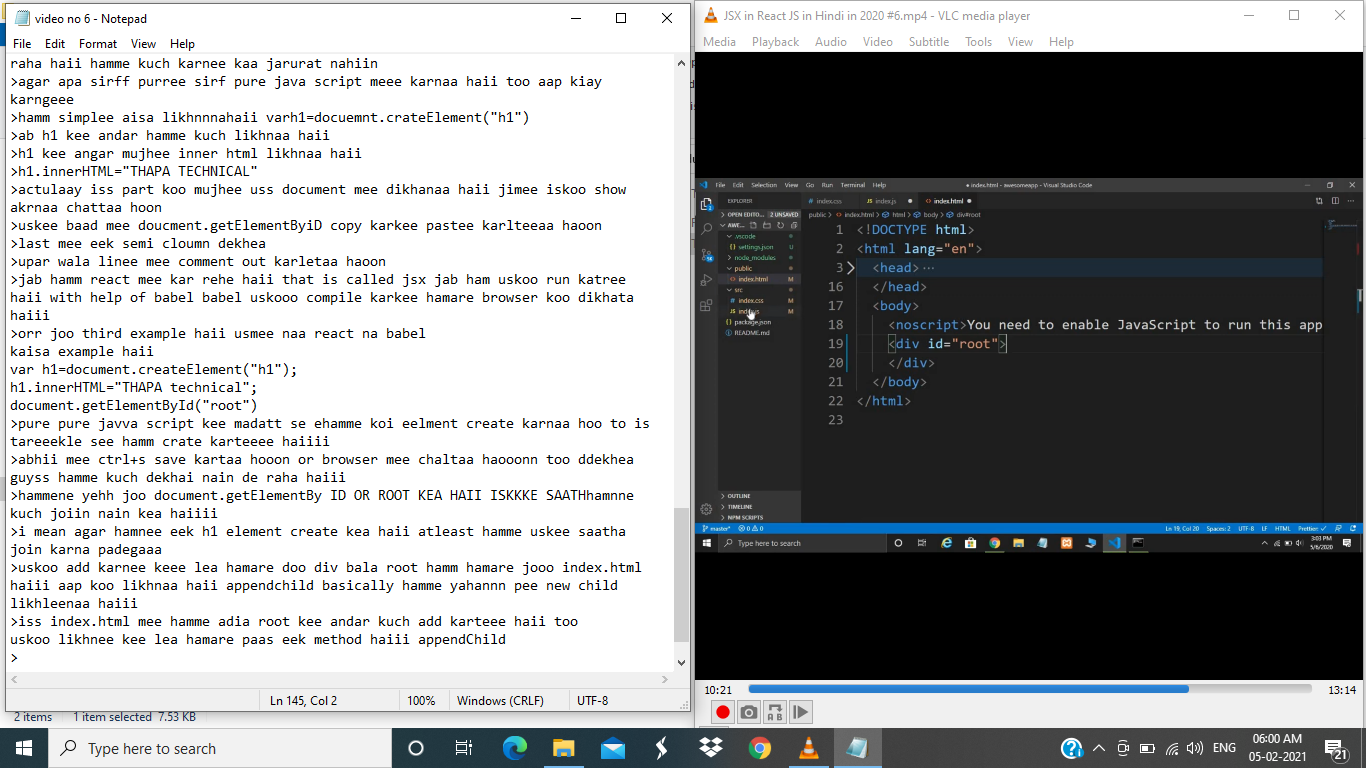 video no 6 - Notepad
File Edit Format View Help
raha haii hamme kuch karnee kaa jarurat nahiin
>agar apa sirff purree sirf pure java script meee karnaa haii too aap kiay
karngeee
>hamm simplee aisa likhnnnahaii varh1=docuemnt.crateElement("h1")
>ab h1 kee andar hamme kuch likhnaa haii
>h1 kee angar mujhee inner html likhnaa haii
>h1.innerHTML="THAPA TECHNICAL"
>actulaay iss part koo mujhee uss document mee dikhanaa haii jimee iskoo show
akrnaa chattaa hoon
>uskee baad mee doucment.getElementByiD copy karkee pastee karlteeaa haoon
>last mee eek semi cloumn dekhea
>upar wala linee mee comment out karletaa haoon
>jab hamm react mee kar rehe haii that is called jsx jab ham uskoo run katree
haii with help of babel babel uskooo compile karkee hamare browser koo dikhata
haiii
>orr joo third example haii usmee naa react na babel
kaisa example haii
var h1=document.createElement("h1");
h1.innerHTML="THAPA technical";
document.getElementById("root")
>pure pure javva script kee madatt se ehamme koi eelment create karnaa hoo to is
tareeekle see hamm crate karteeee haiiii
>abhii mee ctrl+s save kartaa hooon or browser mee chaltaa haooonn too ddekhea
guyss hamme kuch dekhai nain de raha haiii
>hammene yehh joo document.getElementBy ID OR ROOT KEA HAII ISKKKE SAATHhamnne
kuch joiin nain kea haiiii
>i mean agar hamnee eek h1 element create kea haii atleast hamme uskee saatha
join karna padegaaa
>uskoo add karnee keee lea hamare doo div bala root hamm hamare jooo index.html
haiii aap koo likhnaa haii appendchild basically hamme yahannn pee new child
likhleenaa haiii
>iss index.html mee hamme adia root kee andar kuch add karteee haii too
uskoo likhnee kee lea hamare paas eek method haiii appendChild
>
Ln 145, Col 2 100% Windows (CRLF) UTF-8
2 items 1 item selected 7.53 KB
JSX in React JS in Hindi in 2020 #6.mp4 - VLC media player
Media Playback Audio Video Subtitle Tools View Help
File Edit Selection View Go Run Terminal Help
● index.html - awesomeapp - Visual Studio Code
EXPLORER
# index.css JS index.js index.html
OPEN EDITO... 2 UNSAVED
public > index.html > html > body > div#root
AWE...
.vscode
settings.json U
node_modules
public
index.html M
src
# index.css M
JS M
package.json
README.md
1 <!DOCTYPE html>
2 <html lang="en">
3 <head>…
16 </head>
17 <body>
18 <noscript>You need to enable JavaScript to run this app
19 <div id="root">
20 </div>
21 </body>
22 </html>
23
OUTLINE
TIMELINE
NPM SCRIPTS
master* 0 0 Ln 19, Col 20 Spaces: 2 UTF-8 LF HTML Prettier: ✓
Type here to search
3:03 PM
5/6/2020
10:21 13:14
Type here to search
ENG
06:00 AM
05-02-2021
21